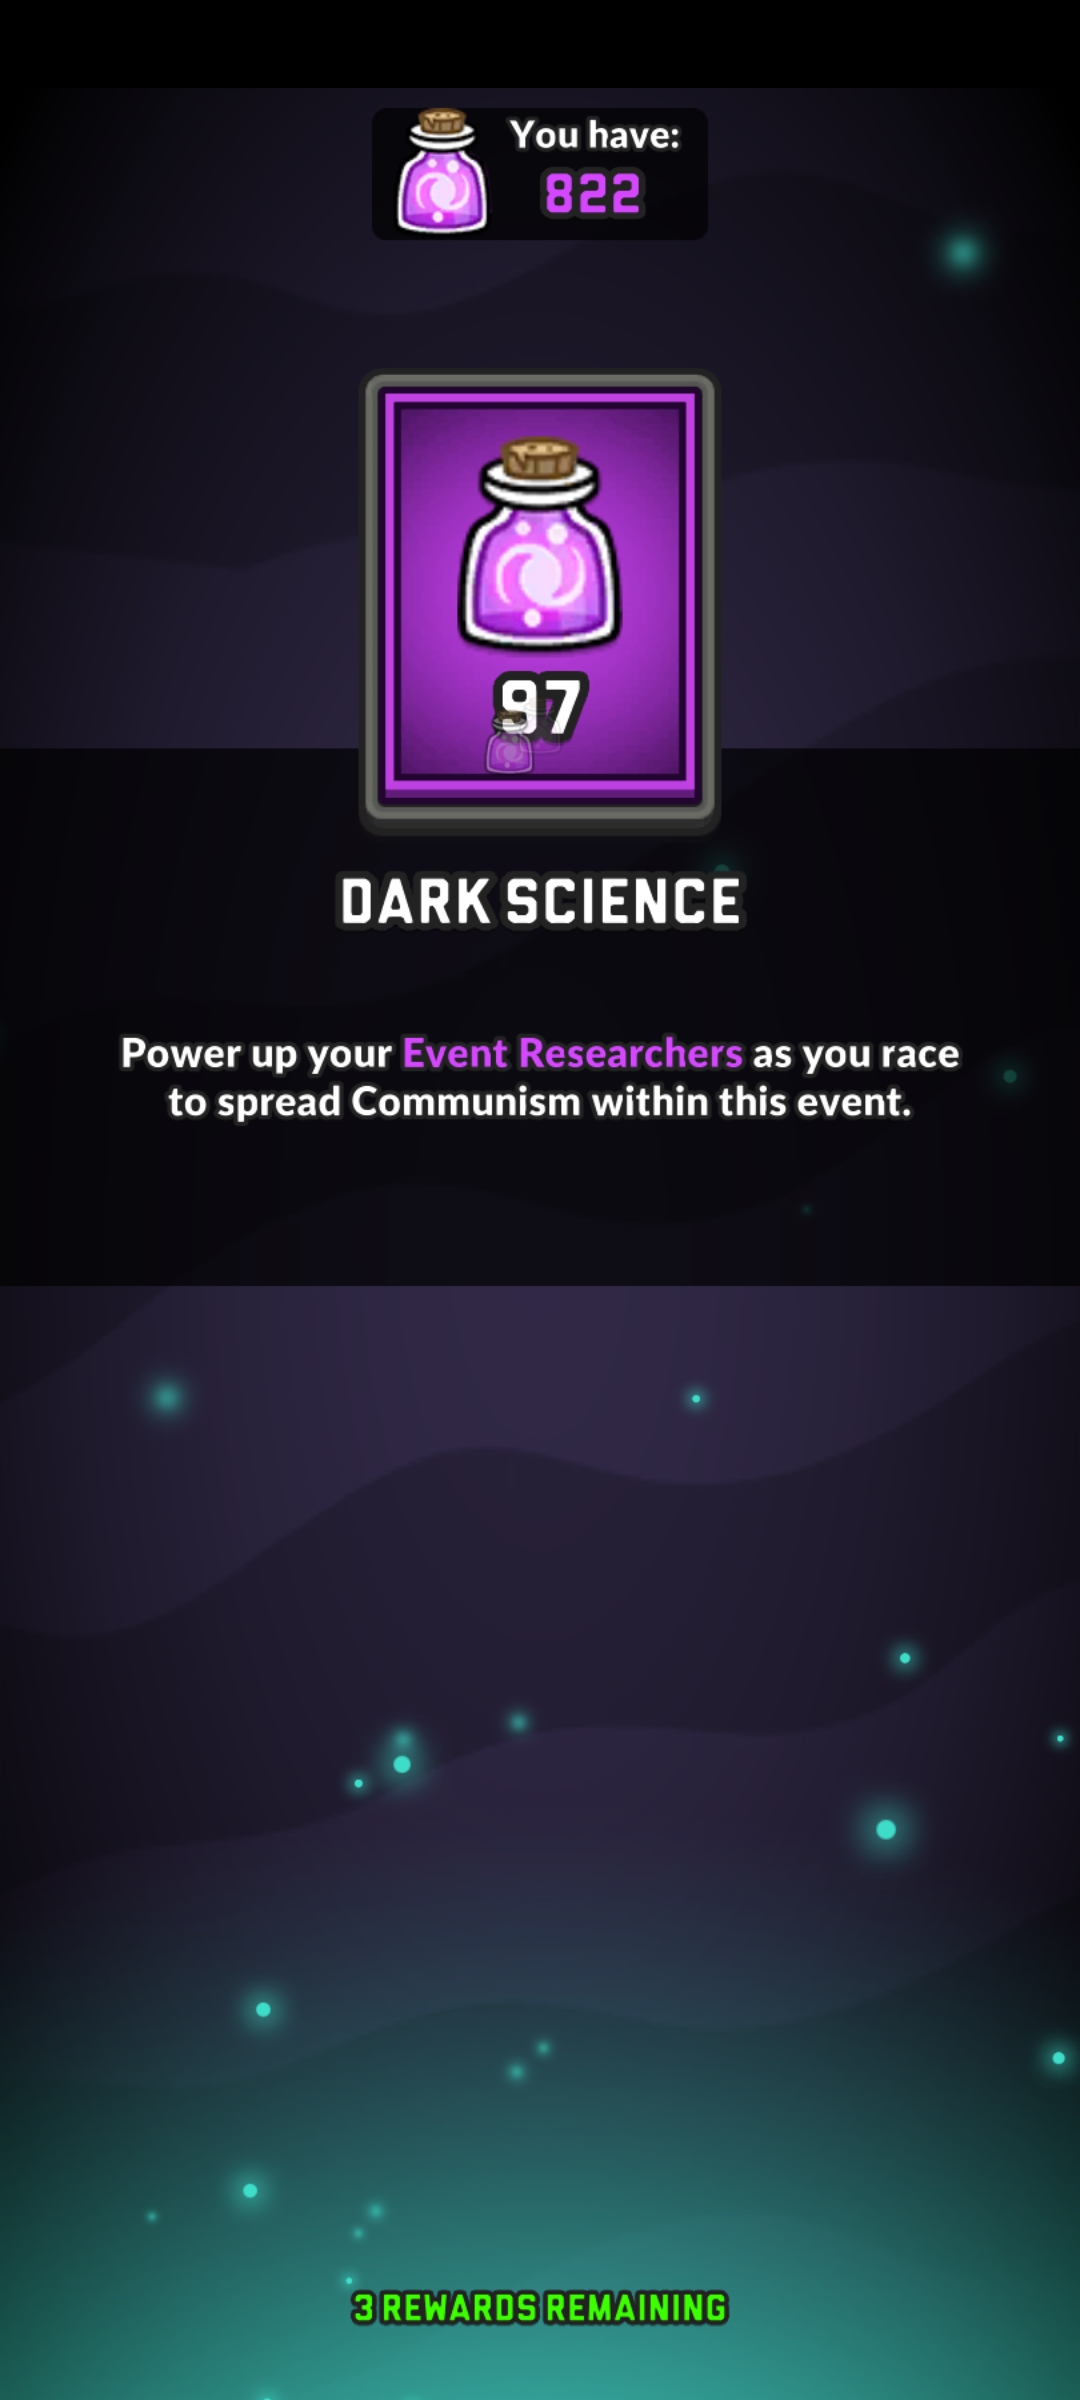 You have:
822
97
DARK SCIENCE
Power up your Event Researchers as you race
to spread Communism within this event.
3 REWARDS REMAINING